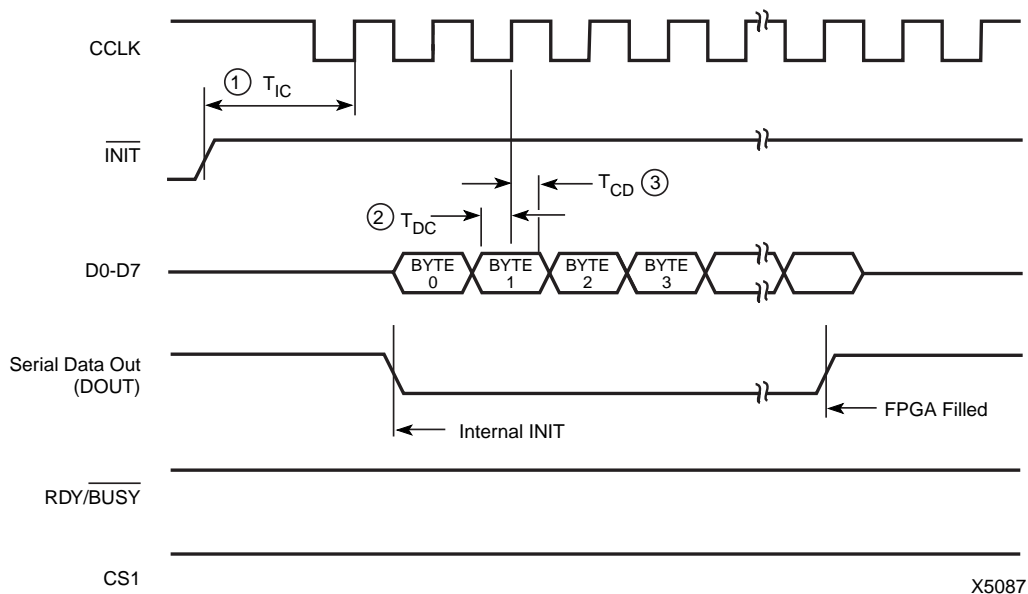 CCLK
① T_IC
INIT
T_CD ③
② T_DC
D0-D7
BYTE 0
BYTE 1
BYTE 2
BYTE 3
Serial Data Out
(DOUT)
FPGA Filled
Internal INIT
RDY/BUSY
CS1
X5087